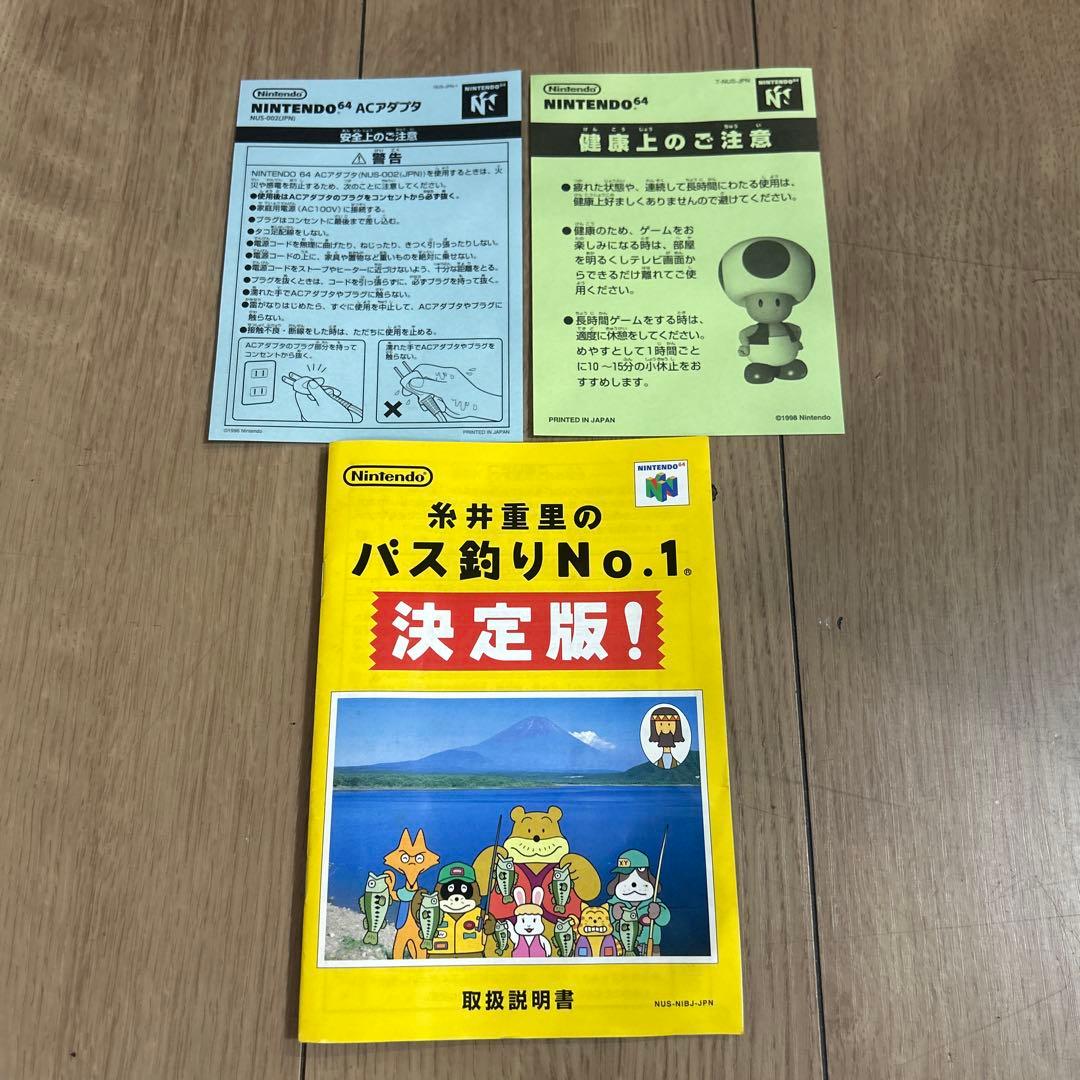 Nintendo
NUS-JPN-1
NINTENDO64 ACアダプタ
NUS-002(JPN)
NINTENDO64
安全上のご注意
警告
NINTENDO 64 ACアダプタ(NUS-002(JPN))を使用するときは、火
災や感電を防止するため、次のことに注意してください。
●使用後はACアダプタのプラグをコンセントから必ず抜く。
●家庭用電源(AC100V)に接続する。
●プラグはコンセントに最後まで差し込む。
●タコ足配線をしない。
●電源コードを無理に曲げたり、ねじったり、きつく引っ張ったりしない。
●電源コードの上に、家具や置物など重いものを絶対に乗せない。
●電源コードをストーブやヒーターに近づけないよう、十分な距離をとる。
●プラグを抜くときは、コードを引っ張らずに、必ずプラグを持って抜く。
●濡れた手でACアダプタやプラグに触らない。
●雷がなりはじめたら、すぐに使用を中止して、ACアダプタやプラグに
触らない。
●接触不良・断線をした時は、ただちに使用を止める。
ACアダプタのプラグ部分を持って
コンセントから抜く。
濡れた手でACアダプタやプラグを
触らない。
©1996 Nintendo
PRINTED IN JAPAN
Nintendo
T-NUS-JPN
NINTENDO64
NINTENDO64
けんこうじょう ちゅうい
健康上のご注意
●疲れた状態や、連続して長時間にわたる使用は、
健康上好ましくありませんので避けてください。
●健康のため、ゲームをお
楽しみになる時は、部屋
を明るくしテレビ画面か
らできるだけ離れてご使
用ください。
●長時間ゲームをする時は、
適度に休憩をしてください。
めやすとして1時間ごと
に10〜15分の小休止をお
すすめします。
PRINTED IN JAPAN
©1998 Nintendo
Nintendo
NINTENDO64
糸井重里の
バス釣りNo.1®
決定版!
XY
取扱説明書
NUS-NIBJ-JPN